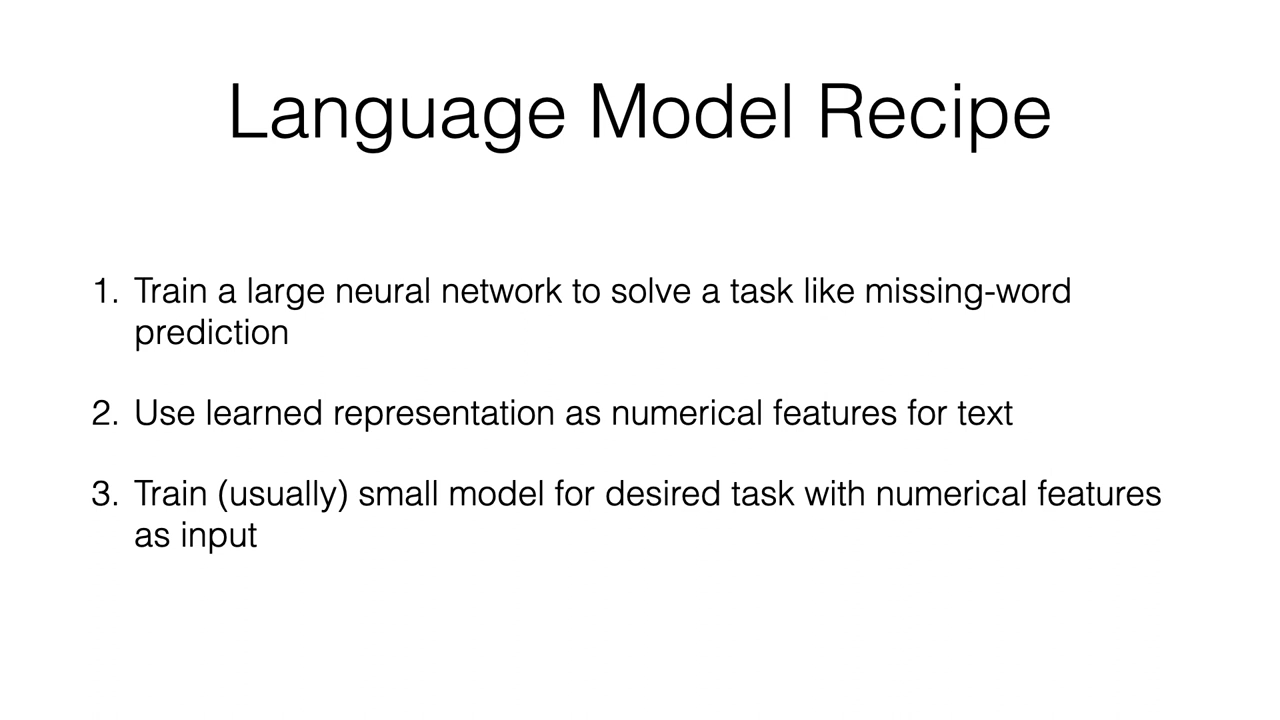 Language Model Recipe
1. Train a large neural network to solve a task like missing-word
prediction
2. Use learned representation as numerical features for text
3. Train (usually) small model for desired task with numerical features
as input